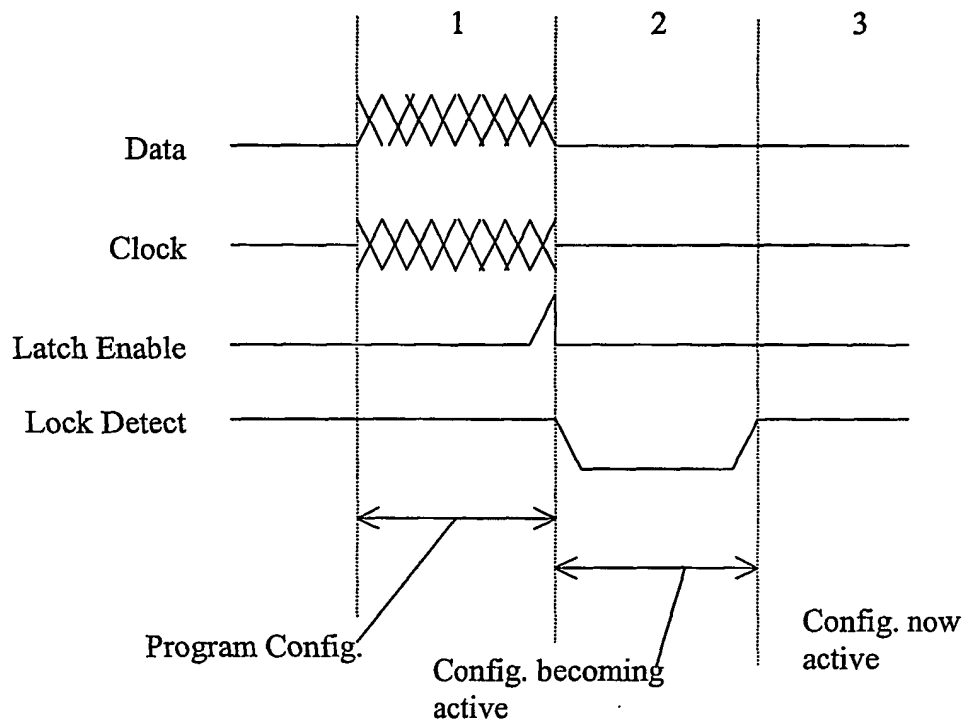 1 2 3
Data
Clock
Latch Enable
Lock Detect
Program Config.
Config. becoming
active
Config. now
active